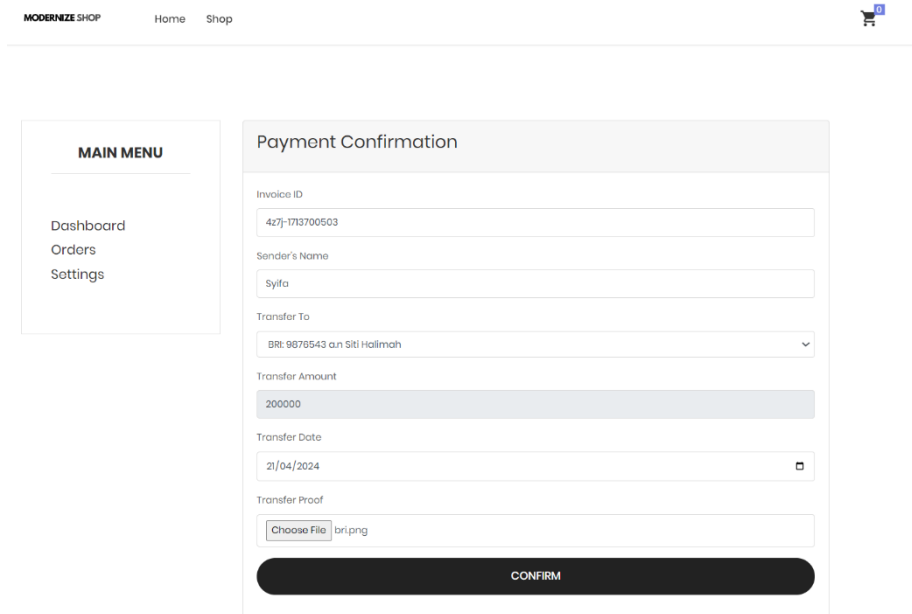 MODERNIZE SHOP
Home
Shop
0
MAIN MENU
Dashboard
Orders
Settings
Payment Confirmation
Invoice ID
4z7j-1713700503
Sender's Name
Syifa
Transfer To
BRI: 9876543 a.n Siti Halimah
Transfer Amount
200000
Transfer Date
21/04/2024
Transfer Proof
Choose File bri.png
CONFIRM